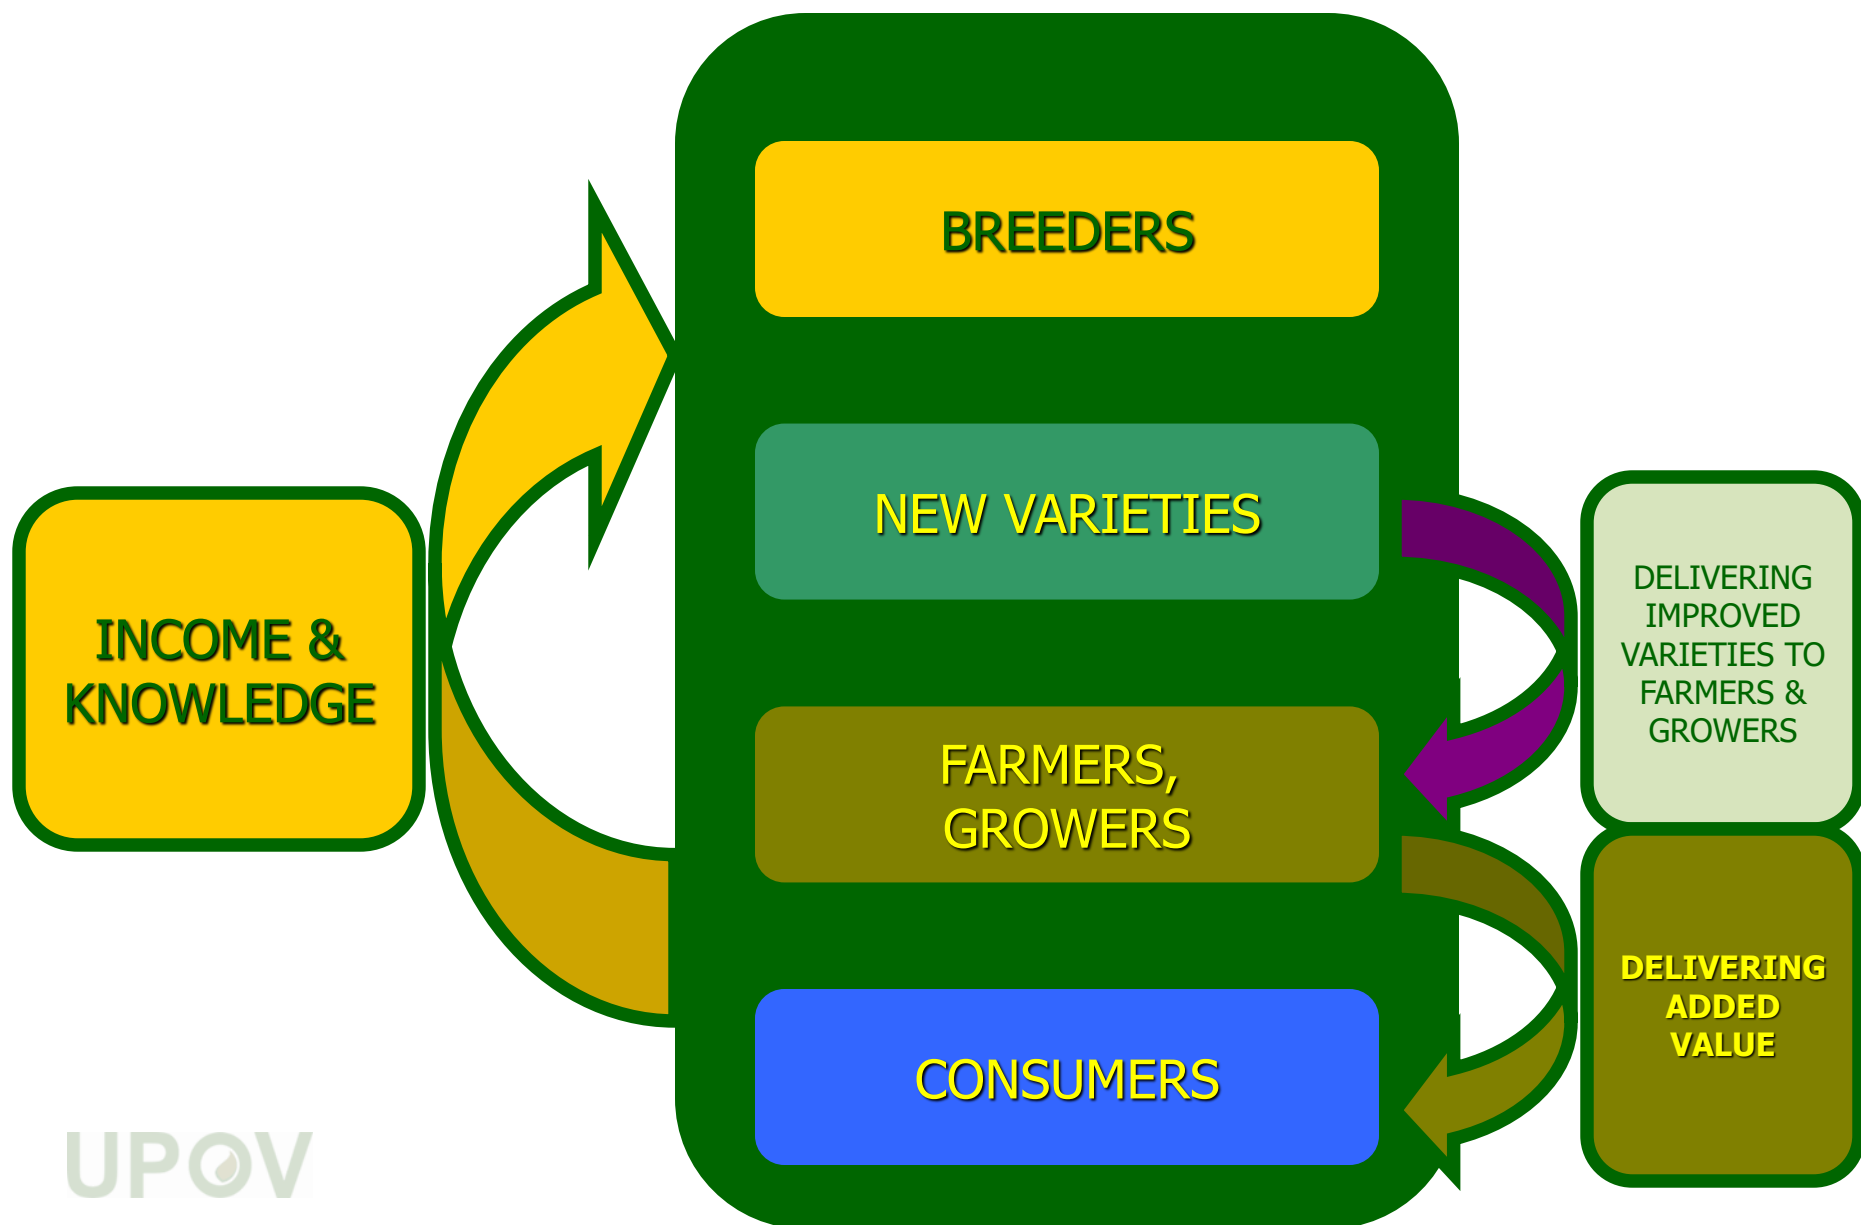 BREEDERS
NEW VARIETIES
FARMERS,
GROWERS
CONSUMERS
INCOME &
KNOWLEDGE
DELIVERING
IMPROVED
VARIETIES TO
FARMERS &
GROWERS
DELIVERING
ADDED
VALUE
UPOV